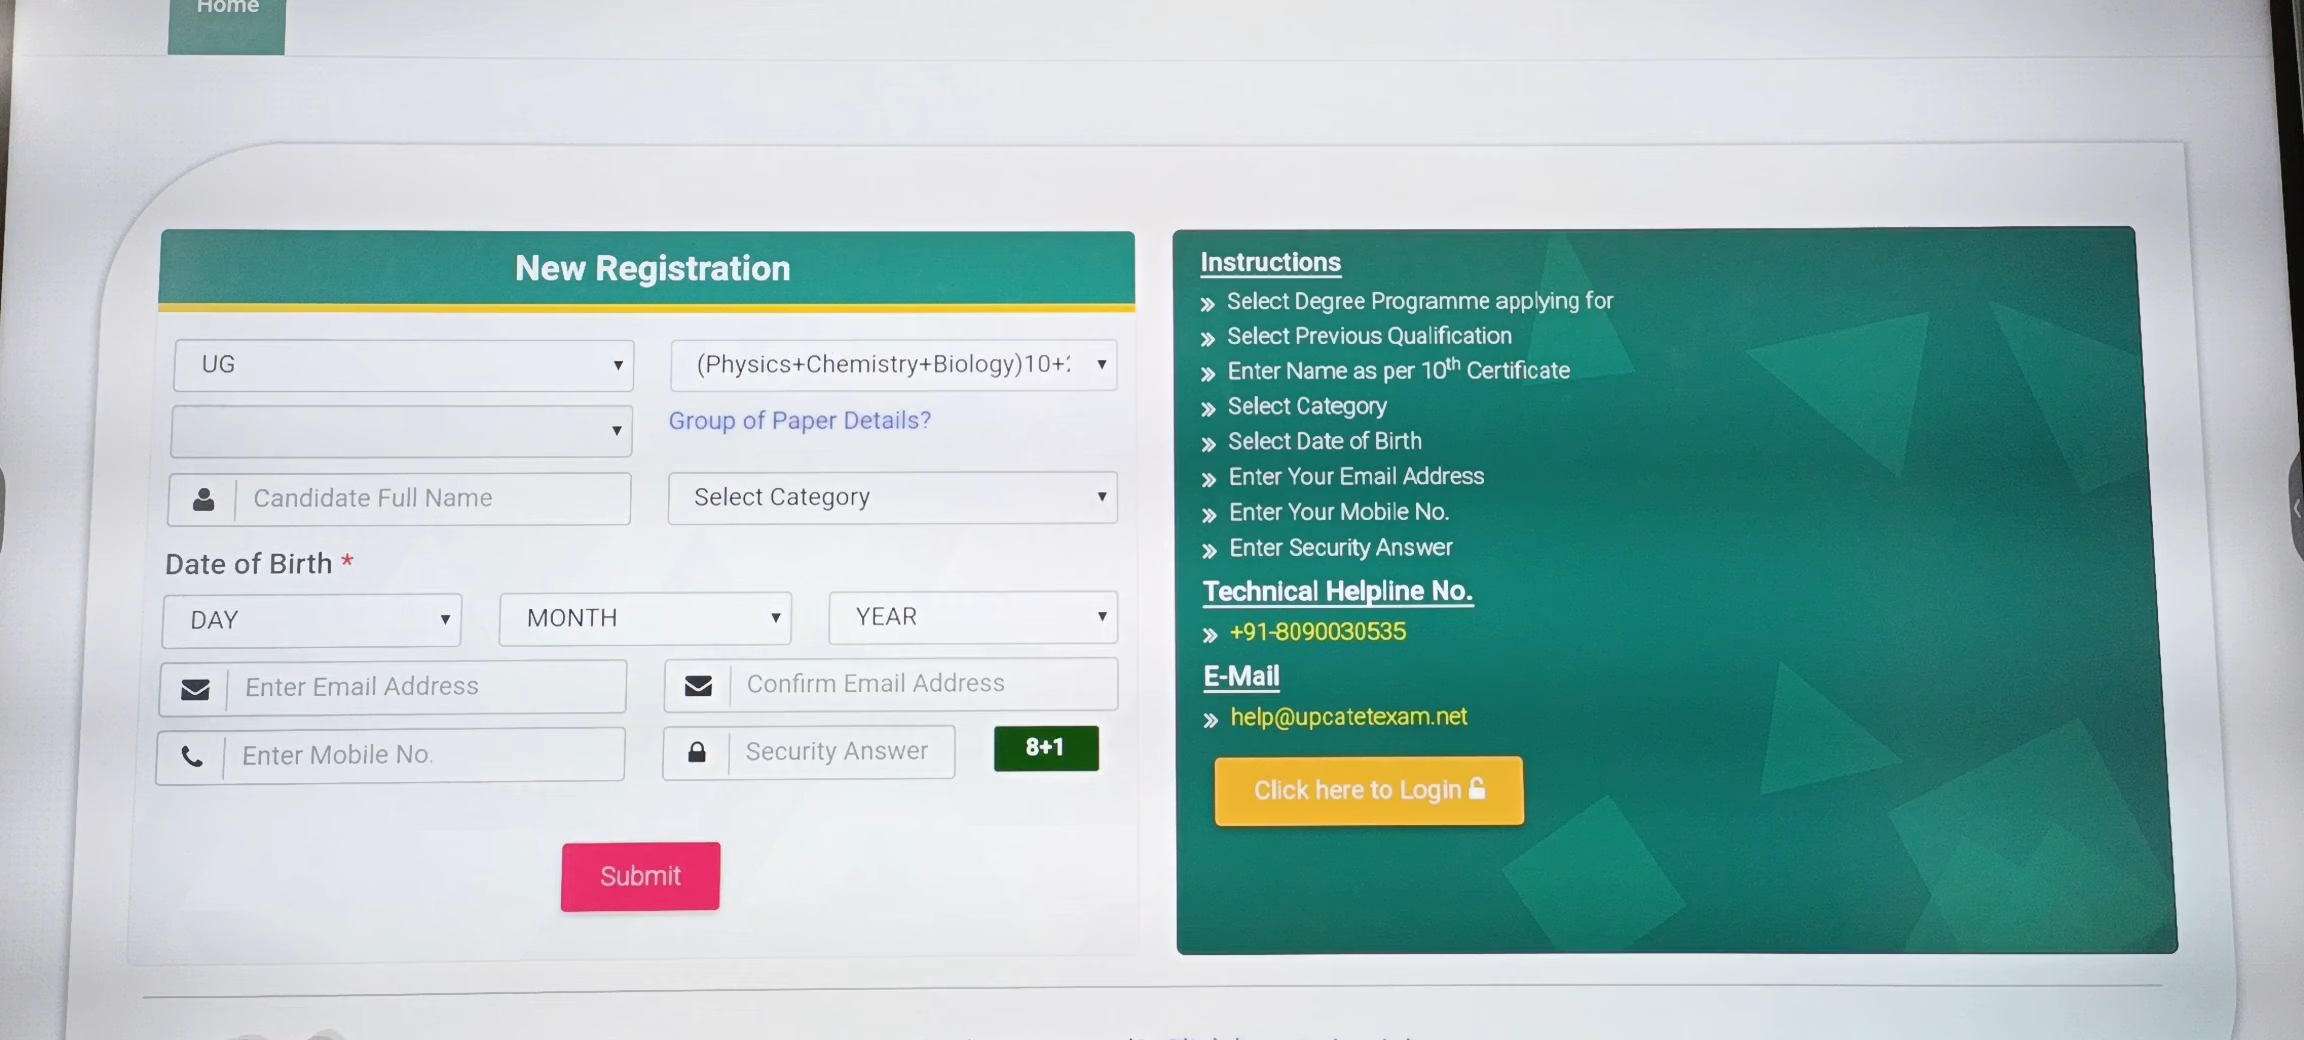 Home
New Registration
UG
(Physics+Chemistry+Biology)10+
Group of Paper Details?
Candidate Full Name
Select Category
Date of Birth *
DAY
MONTH
YEAR
Enter Email Address
Confirm Email Address
Enter Mobile No.
Security Answer
8+1
Submit
Instructions
» Select Degree Programme applying for
» Select Previous Qualification
» Enter Name as per 10th Certificate
» Select Category
» Select Date of Birth
» Enter Your Email Address
» Enter Your Mobile No.
» Enter Security Answer
Technical Helpline No.
» +91-8090030535
E-Mail
» help@upcatetexam.net
Click here to Login